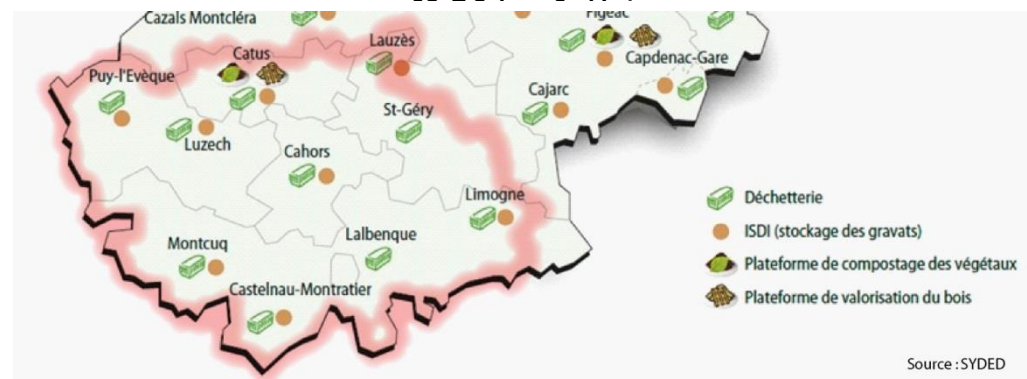 Cazals Montcléra
Figeac
Lauzès
Catus
Capdenac-Gare
Puy-l'Evèque
Cajarc
St-Géry
Luzech
Cahors
Limogne
Déchetterie
ISDI (stockage des gravats)
Montcuq
Lalbenque
Plateforme de compostage des végétaux
Castelnau-Montratier
Plateforme de valorisation du bois
Source : SYDED